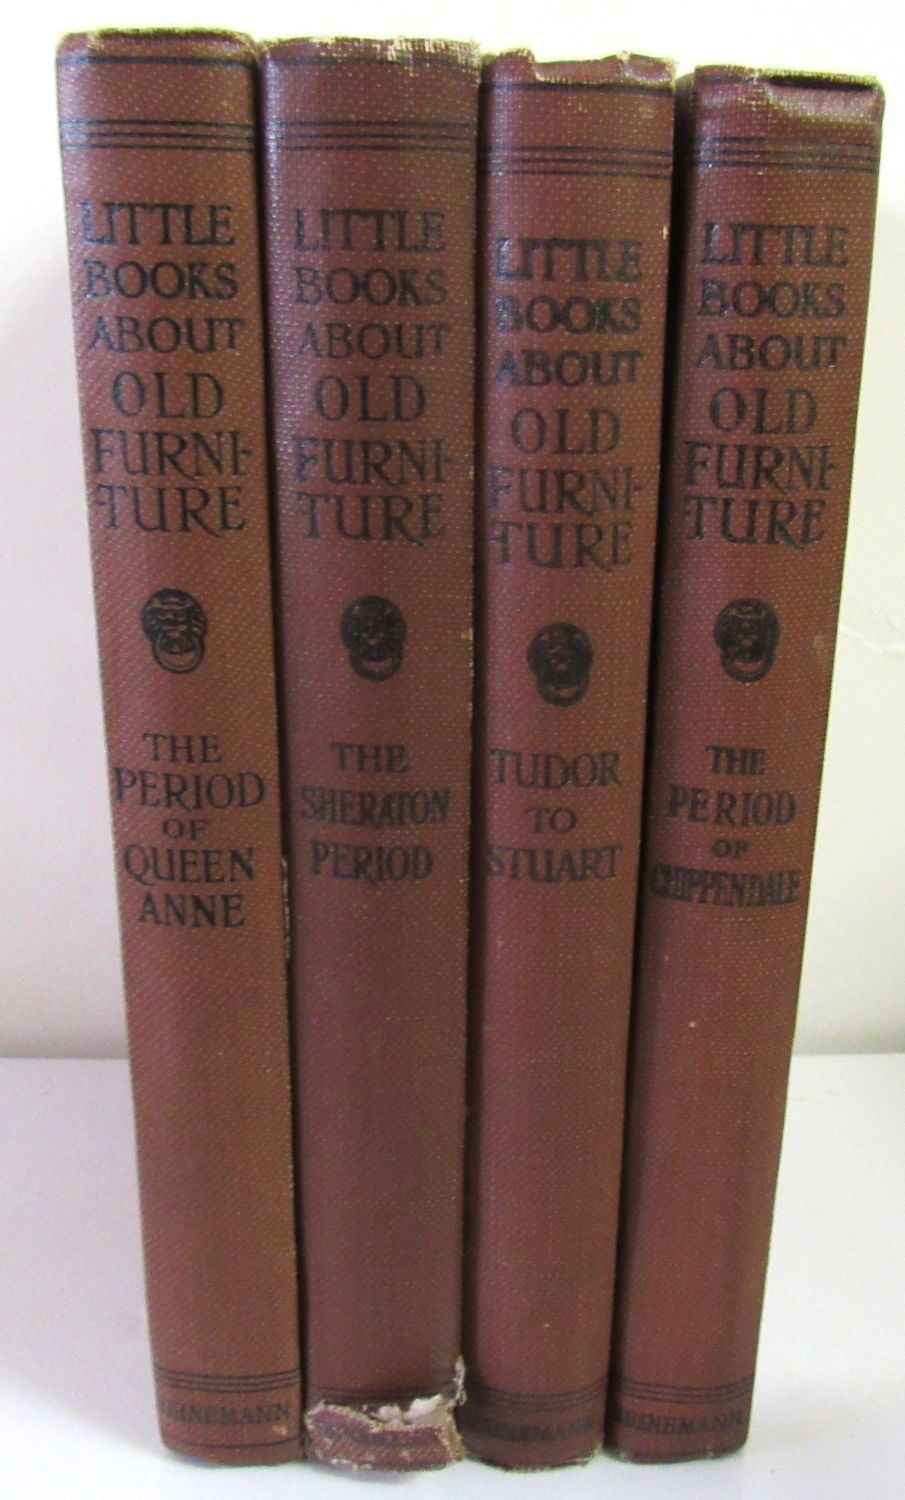 LITTLE
BOOKS
ABOUT
OLD
FURNI-
TURE
THE
PERIOD
OF
QUEEN
ANNE
HEINEMANN
LITTLE
BOOKS
ABOUT
OLD
FURNI-
TURE
THE
SHERATON
PERIOD
LITTLE
BOOKS
ABOUT
OLD
FURNI-
TURE
TUDOR
TO
STUART
HEINEMANN
LITTLE
BOOKS
ABOUT
OLD
FURNI-
TURE
THE
PERIOD
OF
CHIPPENDALE
HEINEMANN